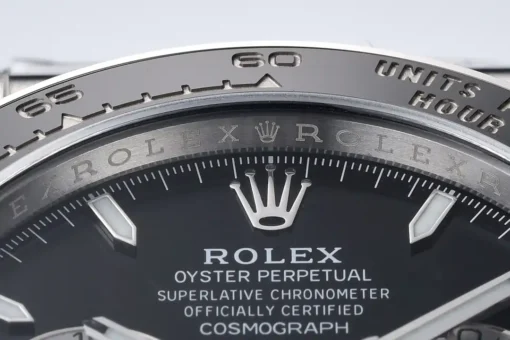 65 60 UNITS
HOUR
ROLEX ROLEX
ROLEX
OYSTER PERPETUAL
SUPERLATIVE CHRONOMETER
OFFICIALLY CERTIFIED
COSMOGRAPH